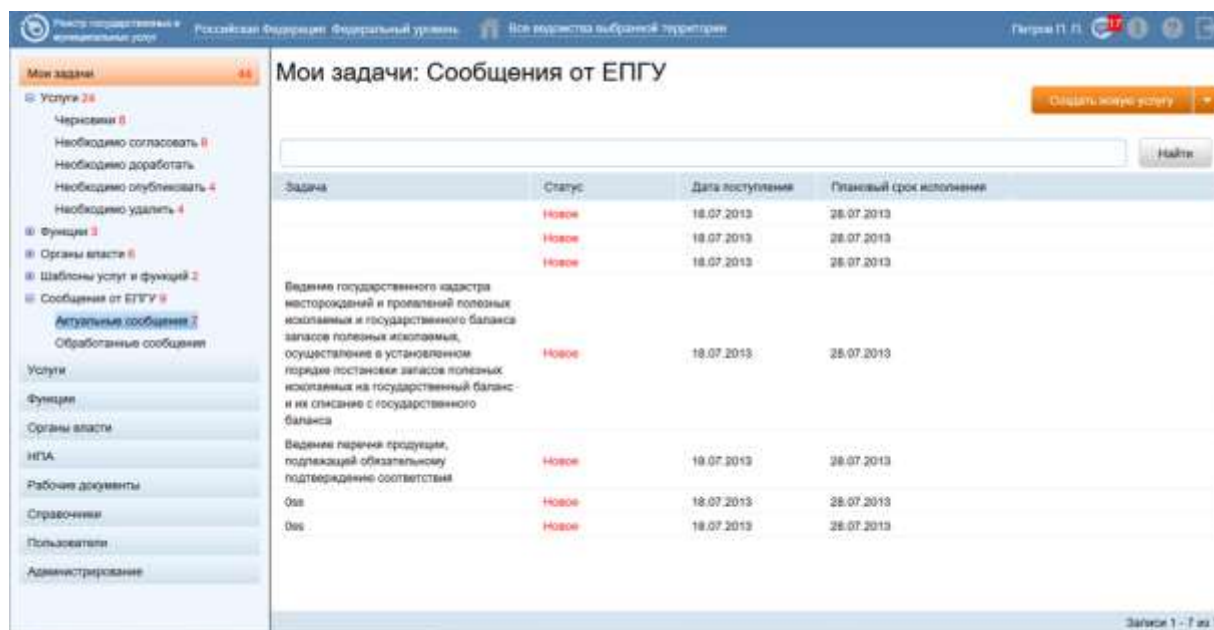 Реестр государственных и
муниципальных услуг
Российская Федерация: Федеральный уровень
Все ведомства выбранной территории
Петров П. П.
17
Мои задачи 44
Услуги 24
Черновики 8
Необходимо согласовать 8
Необходимо доработать
Необходимо опубликовать 4
Необходимо удалить 4
Функции 3
Органы власти 6
Шаблоны услуг и функций 2
Сообщения от ЕПГУ 9
Актуальные сообщения 7
Обработанные сообщения
Услуги
Функции
Органы власти
НПА
Рабочие документы
Справочники
Пользователи
Администрирование
Мои задачи: Сообщения от ЕПГУ
Создать новую услугу
Найти
Задача Статус Дата поступления Плановый срок исполнения
Новое 18.07.2013 28.07.2013
Новое 18.07.2013 28.07.2013
Новое 18.07.2013 28.07.2013
Ведение государственного кадастра
месторождений и проявлений полезных
ископаемых и государственного баланса
запасов полезных ископаемых,
осуществление в установленном
порядке постановки запасов полезных
ископаемых на государственный баланс
и их списание с государственного
баланса
Новое 18.07.2013 28.07.2013
Ведение перечня продукции,
подлежащей обязательному
подтверждению соответствия
Новое 18.07.2013 28.07.2013
0ss Новое 18.07.2013 28.07.2013
0ss Новое 18.07.2013 28.07.2013
Записи 1 - 7 из